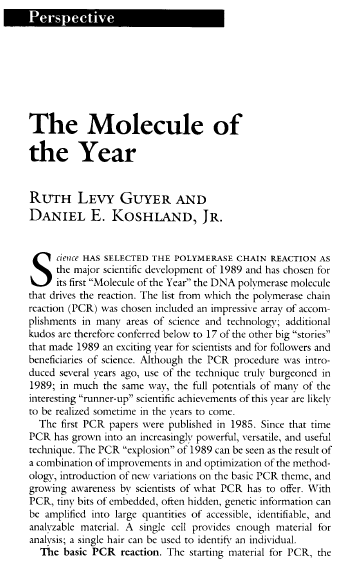 Perspective
The Molecule of
the Year
RUTH LEVY GUYER AND
DANIEL E. KOSHLAND, JR.
Science HAS SELECTED THE POLYMERASE CHAIN REACTION AS
the major scientific development of 1989 and has chosen for
its first “Molecule of the Year” the DNA polymerase molecule
that drives the reaction. The list from which the polymerase chain
reaction (PCR) was chosen included an impressive array of accom-
plishments in many areas of science and technology; additional
kudos are therefore conferred below to 17 of the other big “stories”
that made 1989 an exciting year for scientists and for followers and
beneficiaries of science. Although the PCR procedure was intro-
duced several years ago, use of the technique truly burgeoned in
1989; in much the same way, the full potentials of many of the
interesting “runner-up” scientific achievements of this year are likely
to be realized sometime in the years to come.
The first PCR papers were published in 1985. Since that time
PCR has grown into an increasingly powerful, versatile, and useful
technique. The PCR “explosion” of 1989 can be seen as the result of
a combination of improvements in and optimization of the method-
ology, introduction of new variations on the basic PCR theme, and
growing awareness by scientists of what PCR has to offer. With
PCR, tiny bits of embedded, often hidden, genetic information can
be amplified into large quantities of accessible, identifiable, and
analyzable material. A single cell provides enough material for
analysis; a single hair can be used to identify an individual.
The basic PCR reaction. The starting material for PCR, the